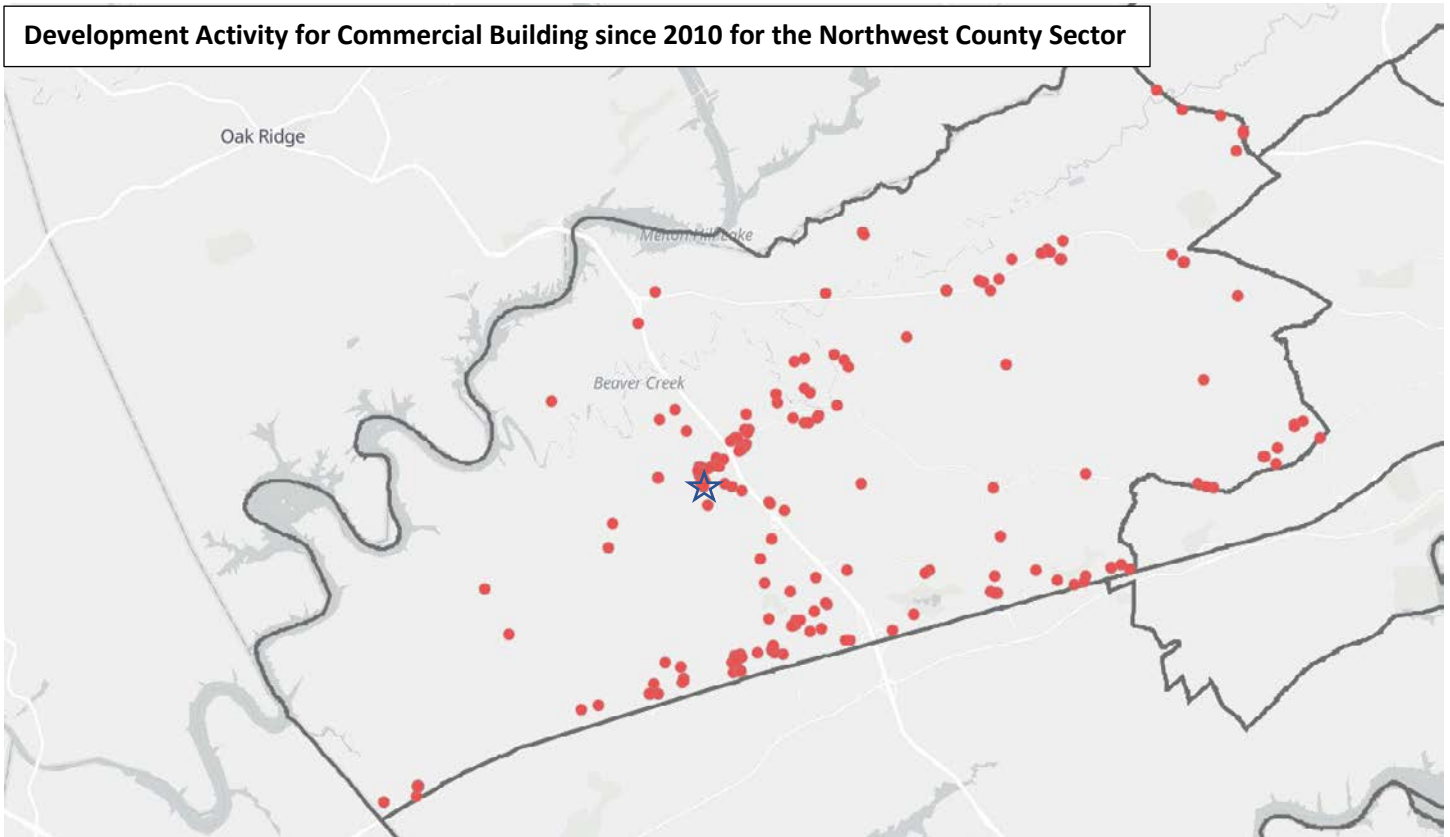 Development Activity for Commercial Building since 2010 for the Northwest County Sector
Oak Ridge
Melton Hill Lake
Beaver Creek